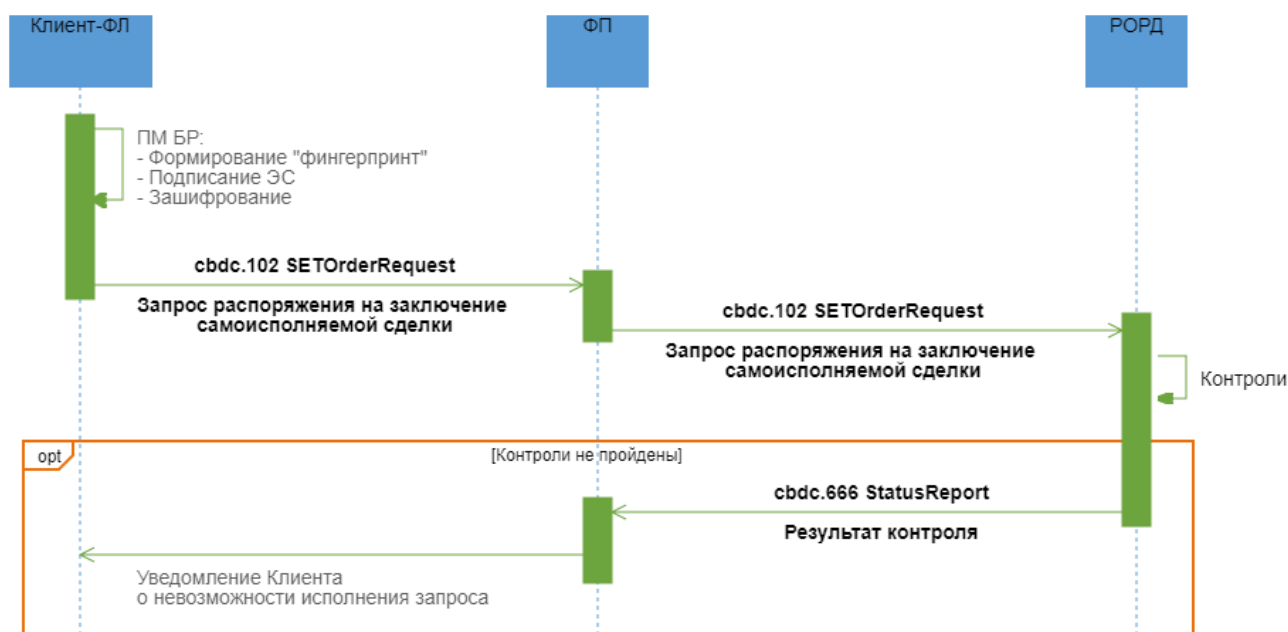 Клиент-ФЛ
ФП
РОРД
ПМ БР:
- Формирование "фингерпринт"
- Подписание ЭС
- Зашифрование
cbdc.102 SETOrderRequest
Запрос распоряжения на заключение
самоисполняемой сделки
cbdc.102 SETOrderRequest
Запрос распоряжения на заключение
самоисполняемой сделки
Контроли
opt
[Контроли не пройдены]
cbdc.666 StatusReport
Результат контроля
Уведомление Клиента
о невозможности исполнения запроса